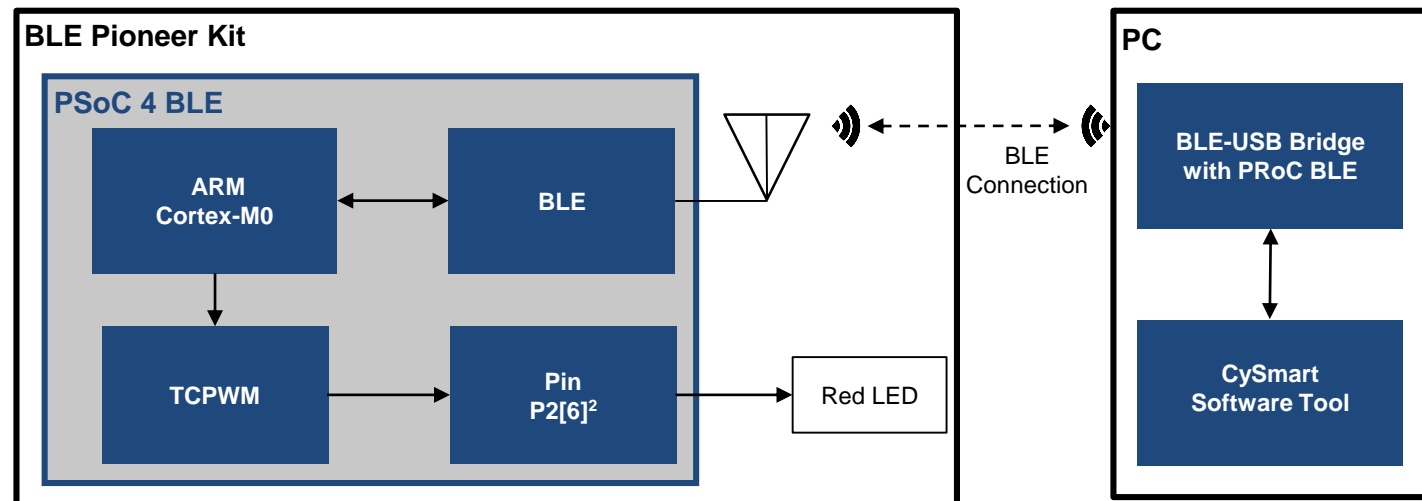 BLE Pioneer Kit
PSoC 4 BLE
ARM
Cortex-M0
BLE
TCPWM
Pin
P2[6]²
Red LED
BLE
Connection
PC
BLE-USB Bridge
with PRoC BLE
CySmart
Software Tool